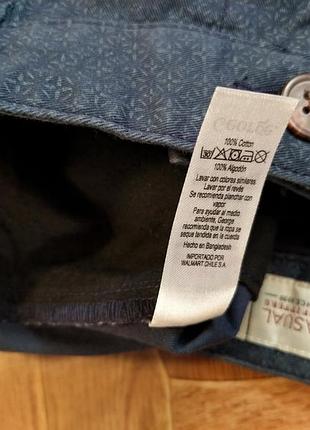 100% Cotton
100% Algodón
Lavar con colores similares
Lavar por el revés
Se recomienda planchar con
vapor
Para ayudar al medio
ambiente, George
recomienda que la ropa se
seque tendida en la cuerda
Hecho en Bangladesh
IMPORTADO POR
WALMART CHILE S.A.
CASUAL